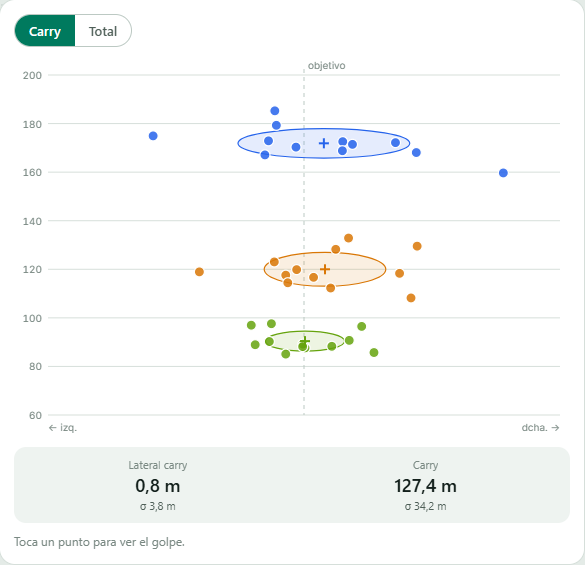 Carry Total
objetivo
200
180
160
140
120
100
80
60
← izq. dcha. →
Lateral carry Carry
0,8 m 127,4 m
σ 3,8 m σ 34,2 m
Toca un punto para ver el golpe.